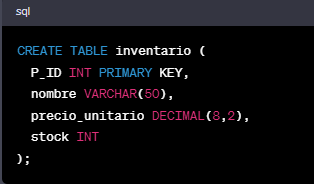 sql
CREATE TABLE inventario (
  P_ID INT PRIMARY KEY,
  nombre VARCHAR(50),
  precio_unitario DECIMAL(8,2),
  stock INT
);